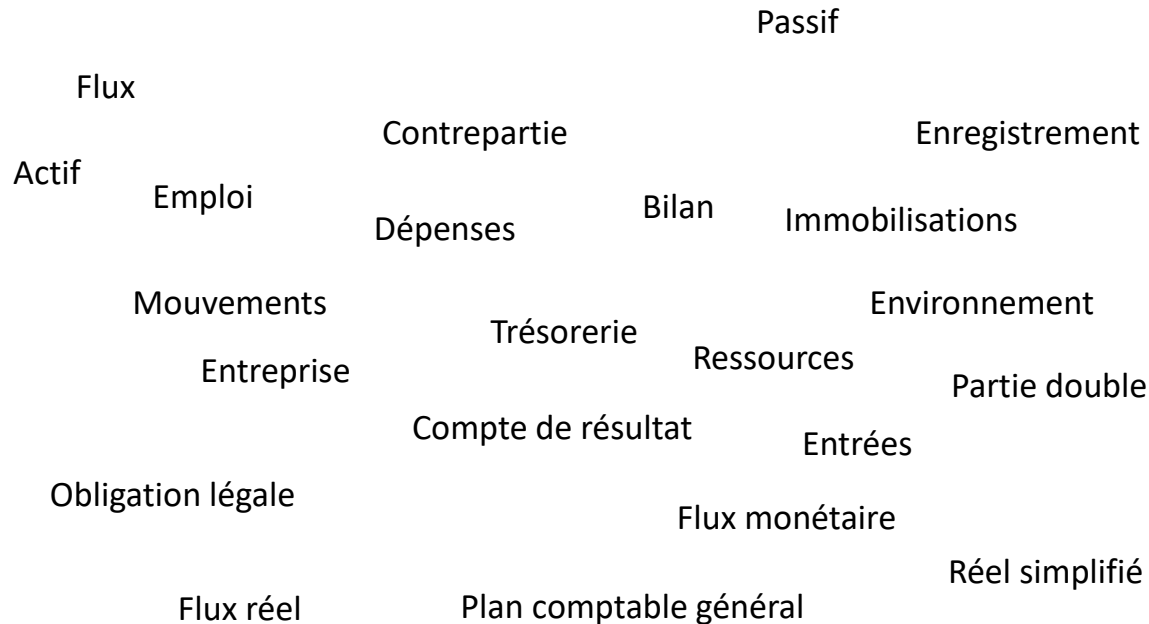 Passif
Flux
Contrepartie
Enregistrement
Actif
Emploi
Bilan
Immobilisations
Dépenses
Mouvements
Environnement
Trésorerie
Ressources
Entreprise
Partie double
Compte de résultat
Entrées
Obligation légale
Flux monétaire
Réel simplifié
Flux réel
Plan comptable général